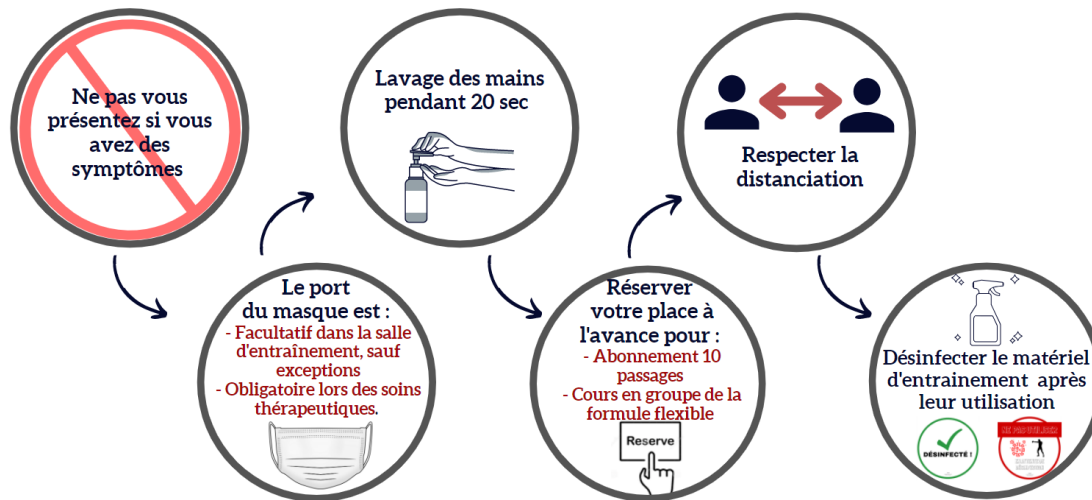 Ne pas vous
présentez si vous
avez des
symptômes
Le port
du masque est :
- Facultatif dans la salle
d'entraînement, sauf
exceptions
- Obligatoire lors des soins
thérapeutiques.
Lavage des mains
pendant 20 sec
Réserver
votre place à
l'avance pour :
- Abonnement 10
passages
- Cours en groupe de la
formule flexible
Reserve
Respecter la
distanciation
Désinfecter le matériel
d'entrainement après
leur utilisation
DÉSINFECTÉ !
NE PAS UTILISER